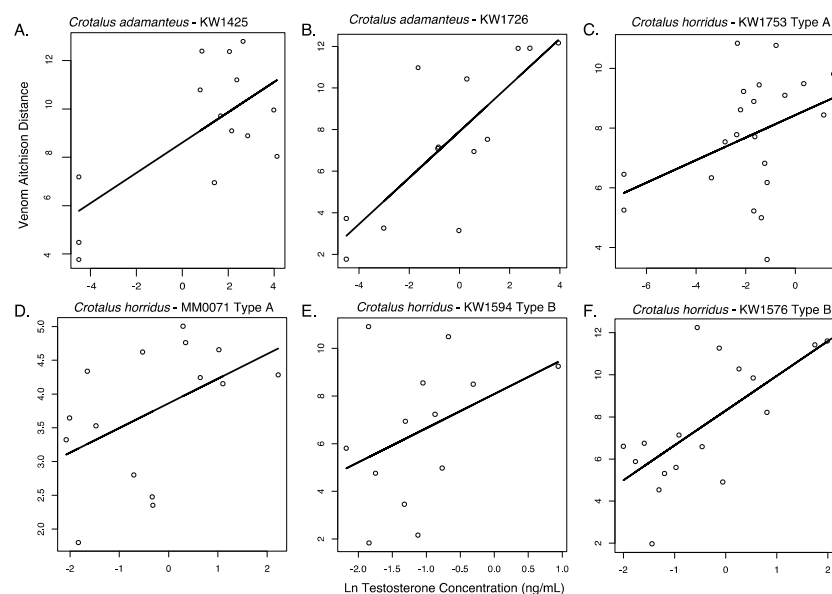 A. Crotalus adamanteus - KW1425
B. Crotalus adamanteus - KW1726
C. Crotalus horridus - KW1753 Type A
Venom Aitchison Distance
4 6 8 10 12
-4 -2 0 2 4
2 4 6 8 10 12
-4 -2 0 2 4
4 6 8 10
-6 -4 -2 0
D. Crotalus horridus - MM0071 Type A
E. Crotalus horridus - KW1594 Type B
F. Crotalus horridus - KW1576 Type B
2.0 2.5 3.0 3.5 4.0 4.5 5.0
-2 -1 0 1 2
2 4 6 8 10
-2.0 -1.5 -1.0 -0.5 0.0 0.5 1.0
2 4 6 8 10 12
-2 -1 0 1 2
Ln Testosterone Concentration (ng/mL)